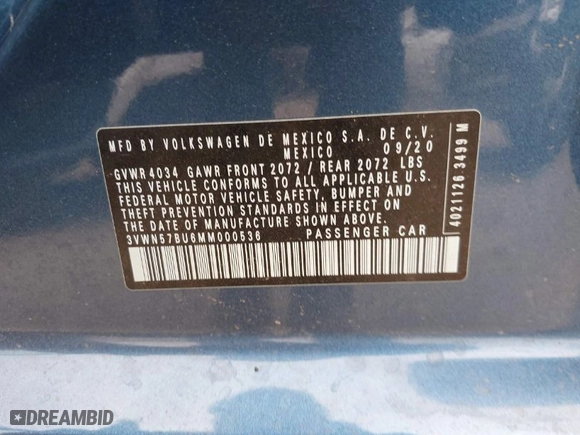 MFD BY VOLKSWAGEN DE MEXICO S.A. DE C.V.
MEXICO 09/20
GVWR 4034 GAWR FRONT 2072 / REAR 2072 LBS
THIS VEHICLE CONFORMS TO ALL APPLICABLE U.S.
FEDERAL MOTOR VEHICLE SAFETY, BUMPER AND
THEFT PREVENTION STANDARDS IN EFFECT ON
THE DATE OF MANUFACTURE SHOWN ABOVE.
3VWN57BU6MM000538 PASSENGER CAR
4021126 3499 M
DREAMBID